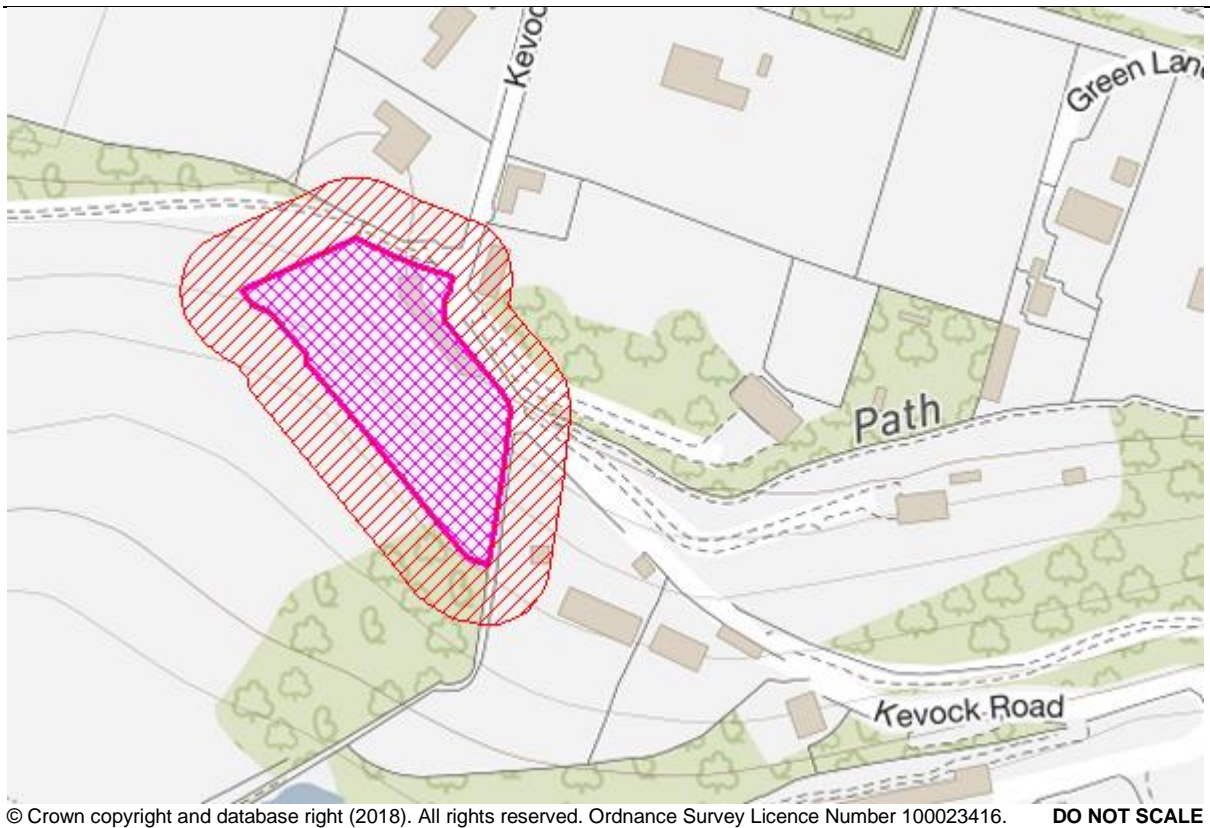 Kevoc
Green Lan
Path
Kevock Road
© Crown copyright and database right (2018). All rights reserved. Ordnance Survey Licence Number 100023416. DO NOT SCALE